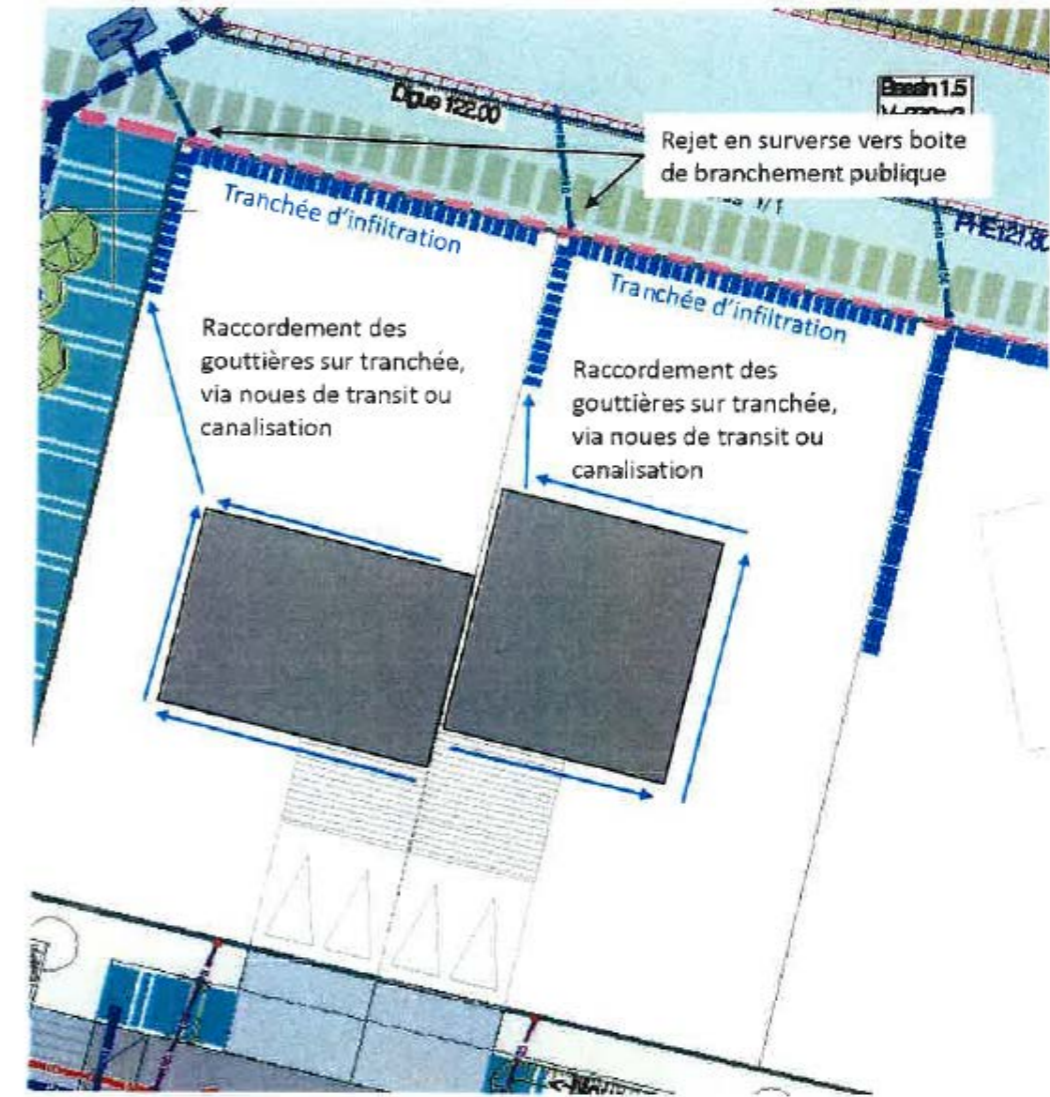 Digue 122.00
Bassin 1.5
Rejet en surverse vers boite
de branchement publique
Tranchée d'infiltration
Tranchée d'infiltration
Raccordement des
gouttières sur tranchée,
via noues de transit ou
canalisation
Raccordement des
gouttières sur tranchée,
via noues de transit ou
canalisation